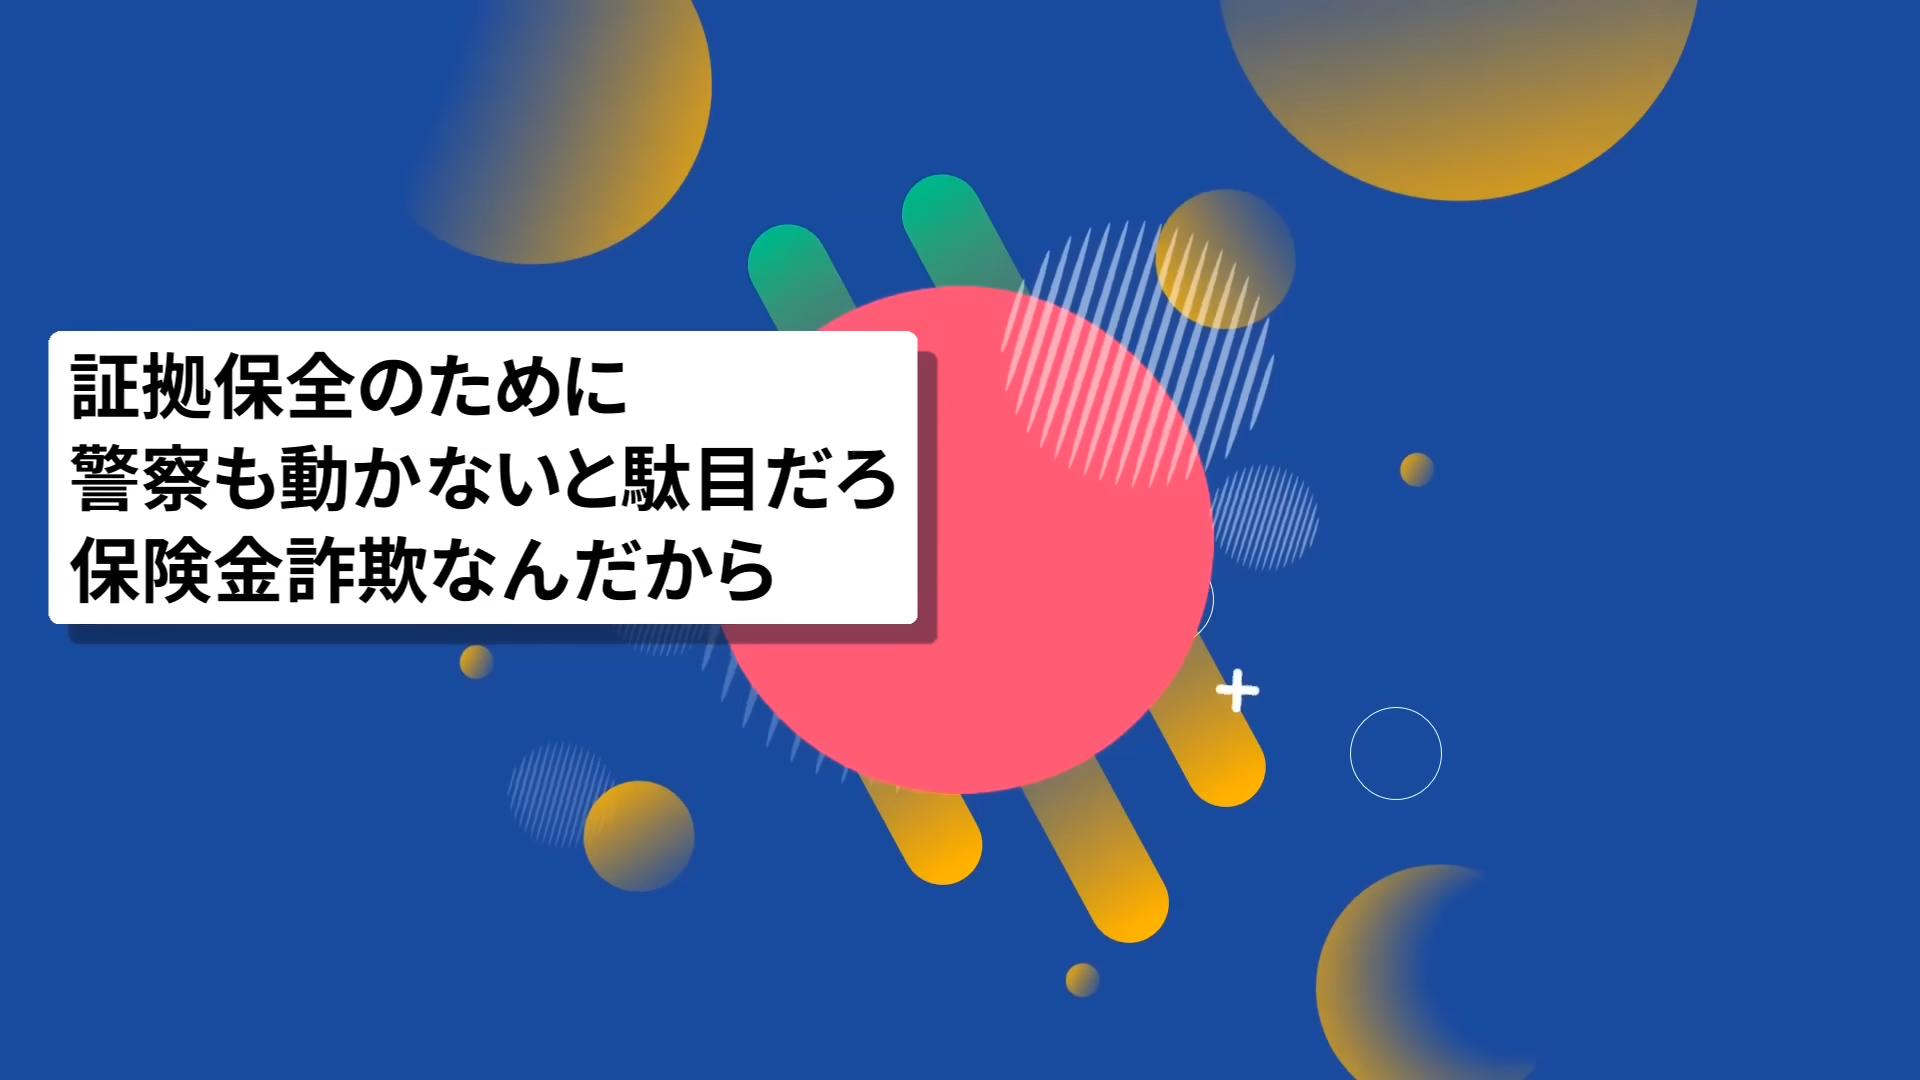 証拠保全のために
警察も動かないと駄目だろ
保険金詐欺なんだから